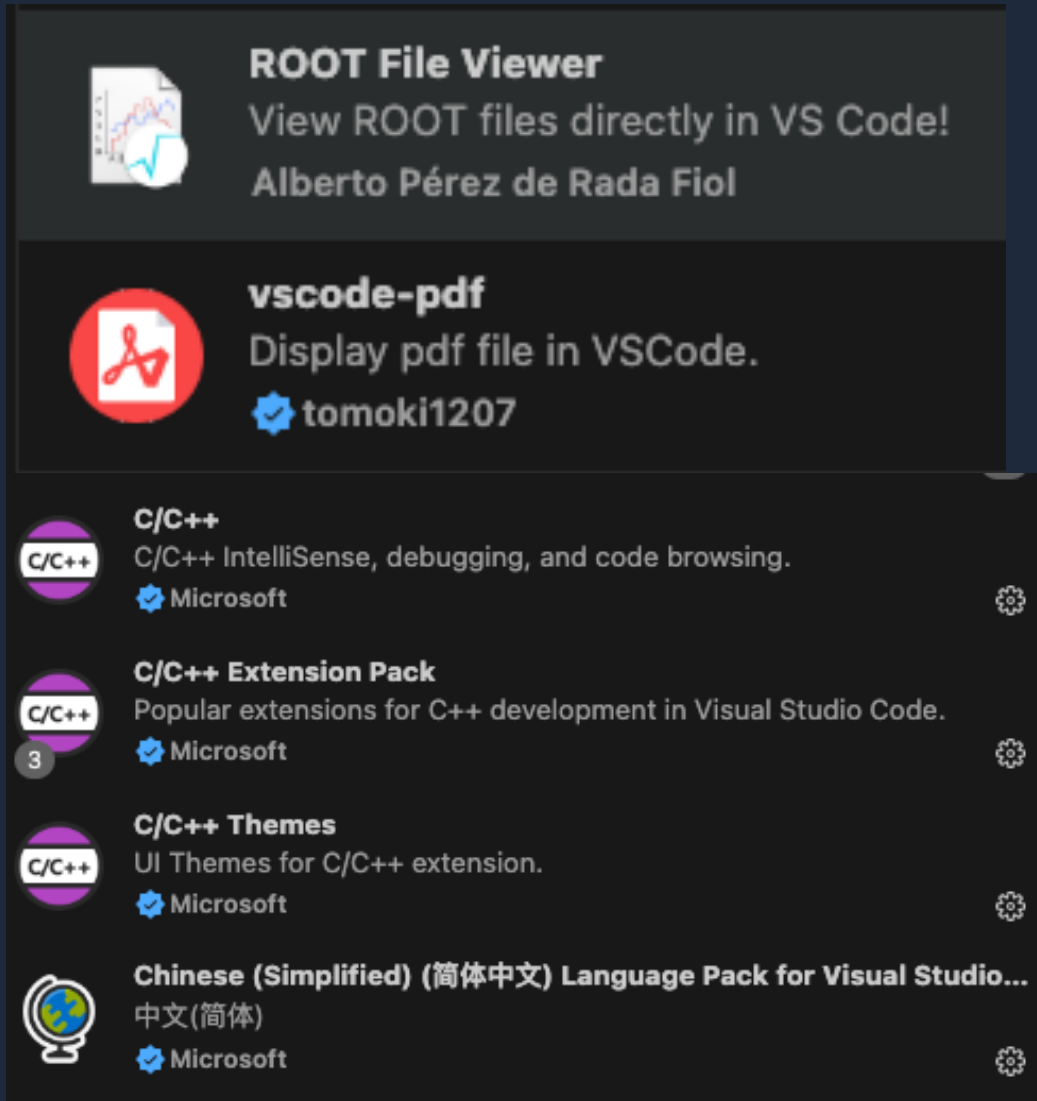 ROOT File Viewer
View ROOT files directly in VS Code!
Alberto Pérez de Rada Fiol
vscode-pdf
Display pdf file in VSCode.
tomoki1207
C/C++
C/C++
C/C++ IntelliSense, debugging, and code browsing.
Microsoft
C/C++ Extension Pack
C/C++
Popular extensions for C++ development in Visual Studio Code.
3
Microsoft
C/C++ Themes
C/C++
UI Themes for C/C++ extension.
Microsoft
Chinese (Simplified) (简体中文) Language Pack for Visual Studio...
中文(简体)
Microsoft